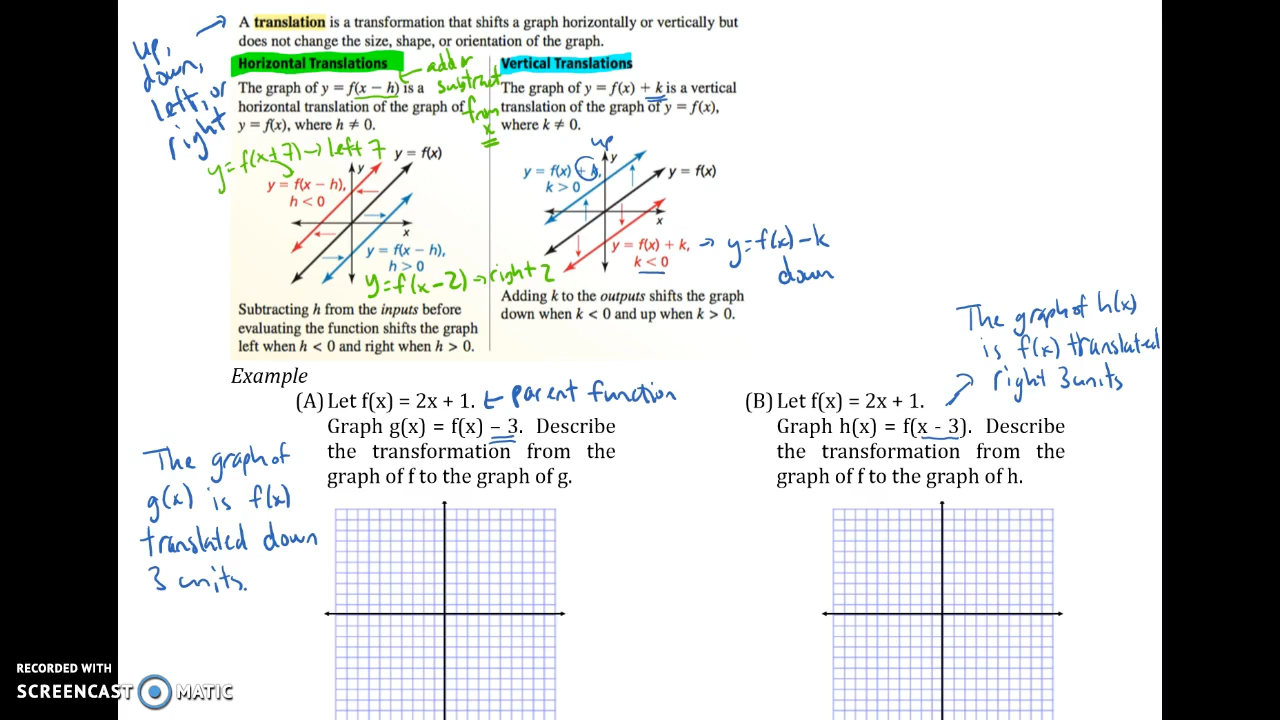 A translation is a transformation that shifts a graph horizontally or vertically but
does not change the size, shape, or orientation of the graph.
up,
down,
left, or
right
Horizontal Translations
add or
subtract
from
x
The graph of y = f(x − h) is a
horizontal translation of the graph of
y = f(x), where h ≠ 0.
y=f(x+7)→left 7
y = f(x)
y
y = f(x − h),
h < 0
x
y = f(x − h),
h > 0
y=f(x-2)→right 2
Subtracting h from the inputs before
evaluating the function shifts the graph
left when h < 0 and right when h > 0.
Vertical Translations
The graph of y = f(x) + k is a vertical
translation of the graph of y = f(x),
where k ≠ 0.
up
y
y = f(x) + k,
k > 0
y = f(x)
x
y = f(x) + k,
k < 0
→ y=f(x)-k
down
Adding k to the outputs shifts the graph
down when k < 0 and up when k > 0.
Example
(A) Let f(x) = 2x + 1.
← parent function
Graph g(x) = f(x) − 3. Describe
the transformation from the
graph of f to the graph of g.
The graph of
g(x) is f(x)
translated down
3 units.
(B) Let f(x) = 2x + 1.
Graph h(x) = f(x - 3). Describe
the transformation from the
graph of f to the graph of h.
The graph of h(x)
is f(x) translated
right 3 units
RECORDED WITH
SCREENCAST MATIC